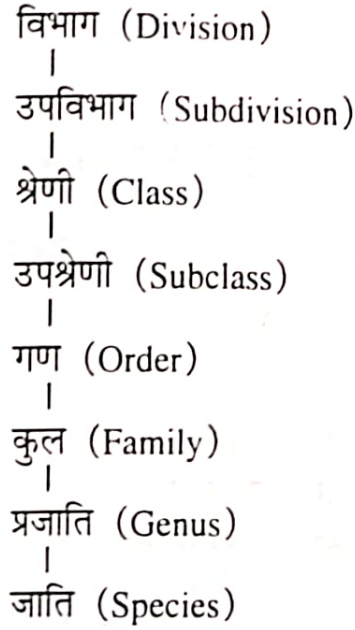 विभाग (Division)
उपविभाग (Subdivision)
श्रेणी (Class)
उपश्रेणी (Subclass)
गण (Order)
कुल (Family)
प्रजाति (Genus)
जाति (Species)